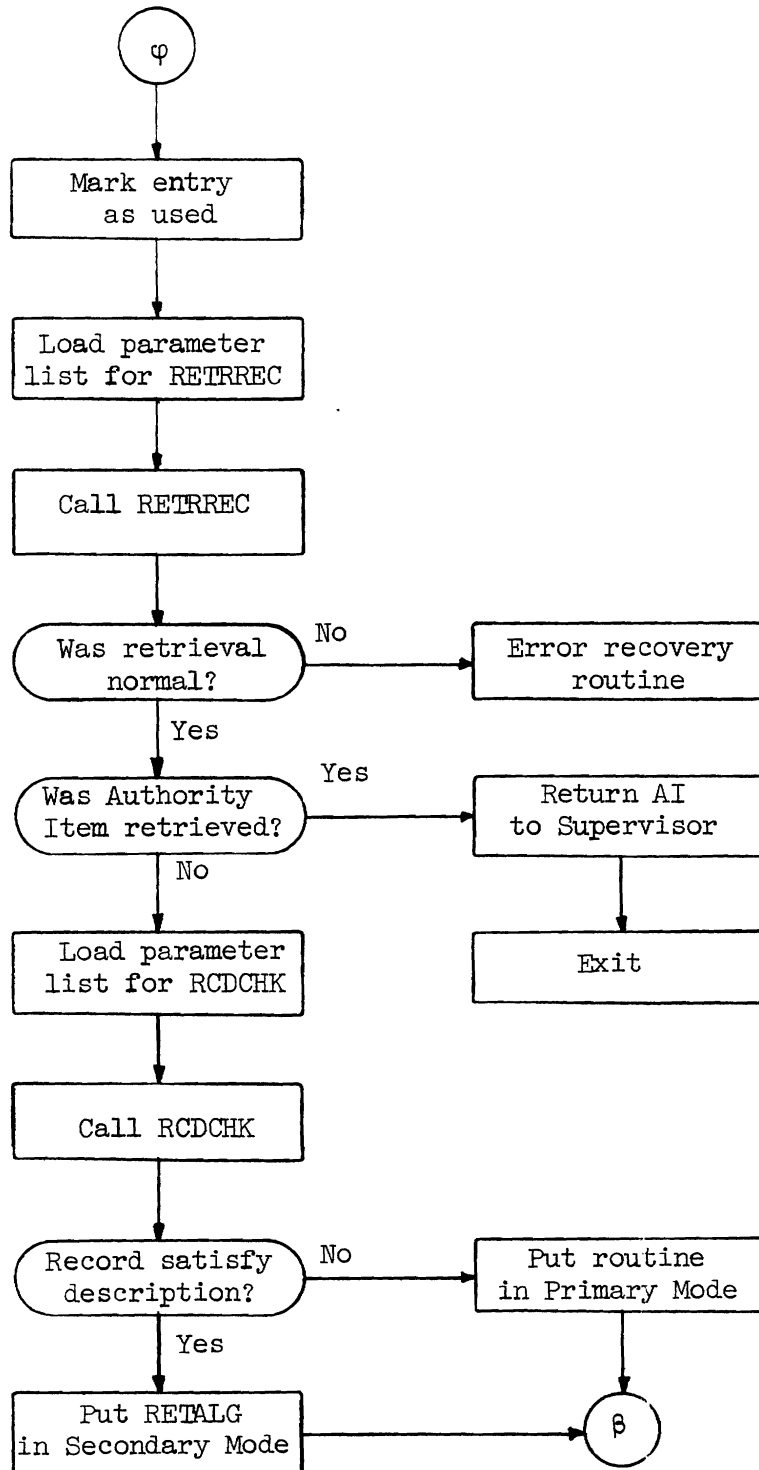 φ
Mark entry
as used
Load parameter
list for RETRREC
Call RETRREC
Was retrieval
normal?
No
Error recovery
routine
Yes
Was Authority
Item retrieved?
Yes
Return AI
to Supervisor
Exit
No
Load parameter
list for RCDCHK
Call RCDCHK
Record satisfy
description?
No
Put routine
in Primary Mode
Yes
Put RETALG
in Secondary Mode
β